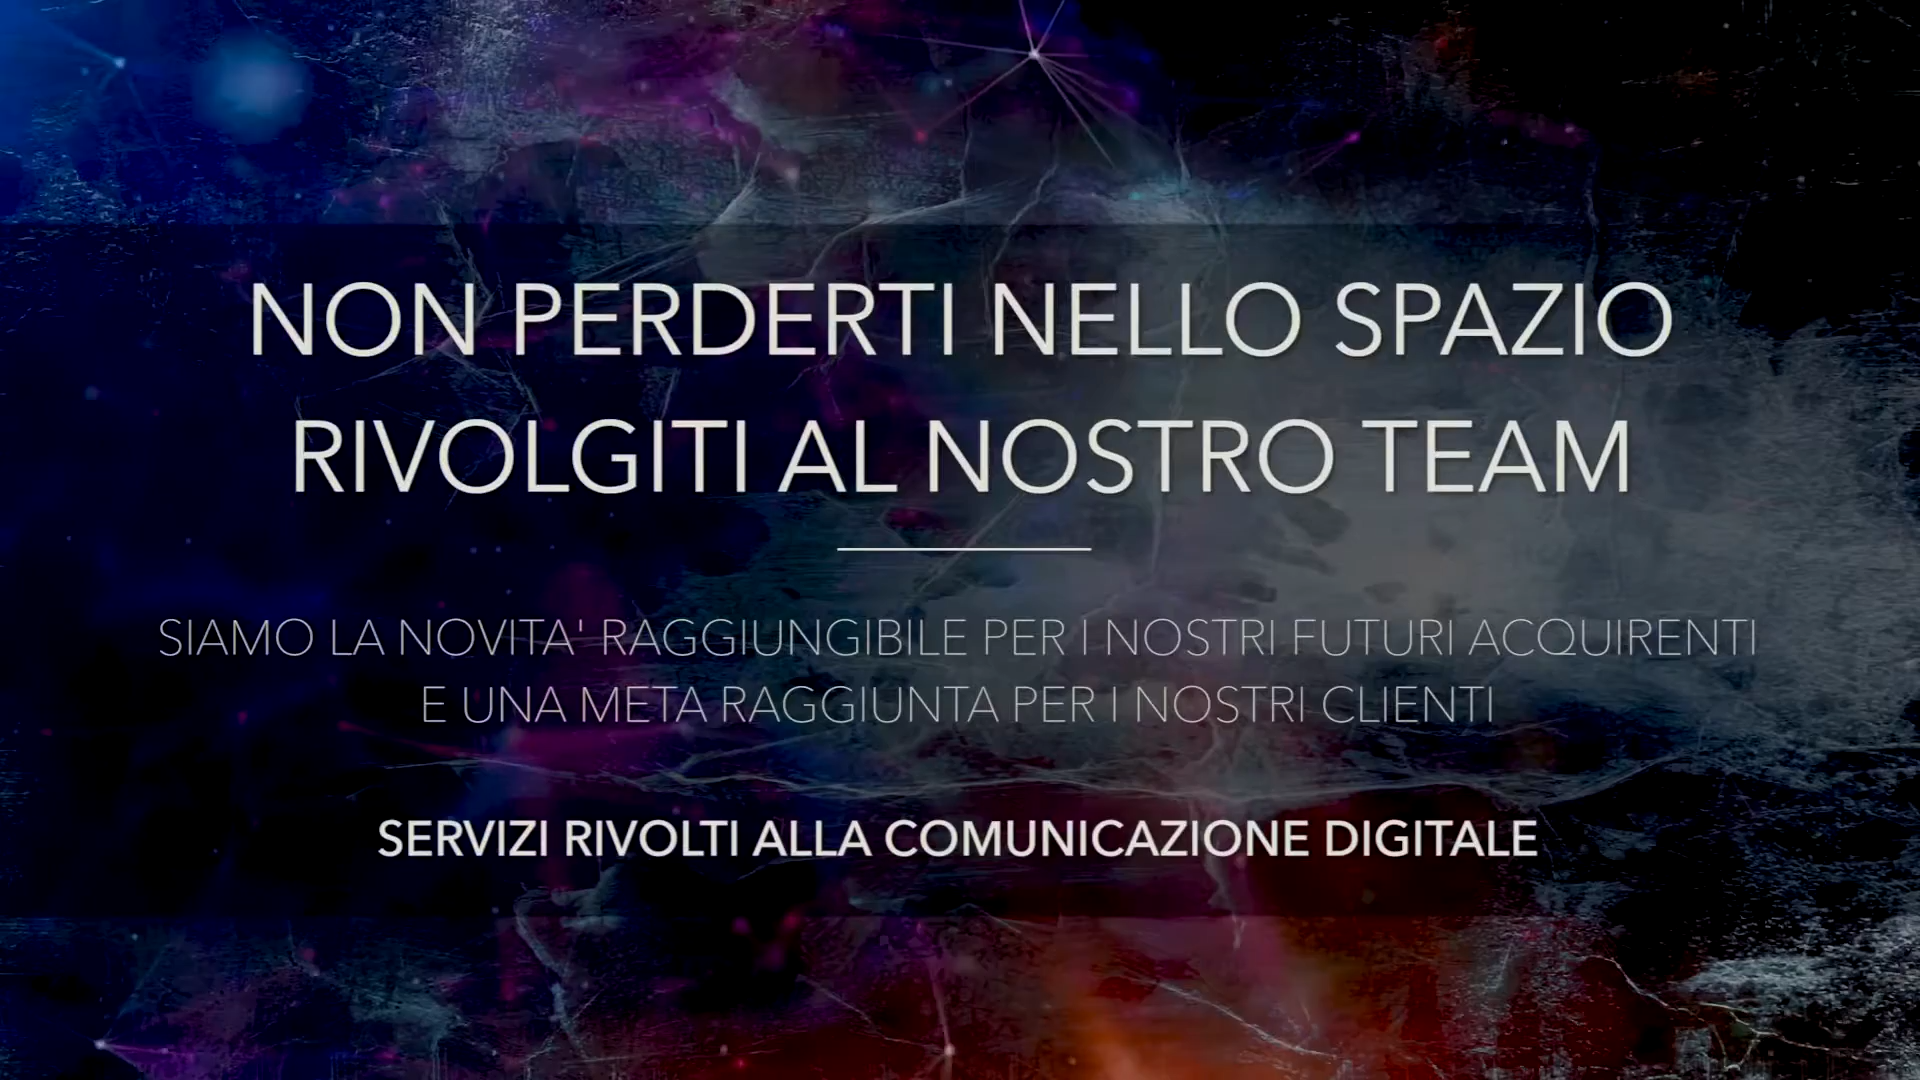 NON PERDERTI NELLO SPAZIO
RIVOLGITI AL NOSTRO TEAM
SIAMO LA NOVITA' RAGGIUNGIBILE PER I NOSTRI FUTURI ACQUIRENTI
E UNA META RAGGIUNTA PER I NOSTRI CLIENTI
SERVIZI RIVOLTI ALLA COMUNICAZIONE DIGITALE